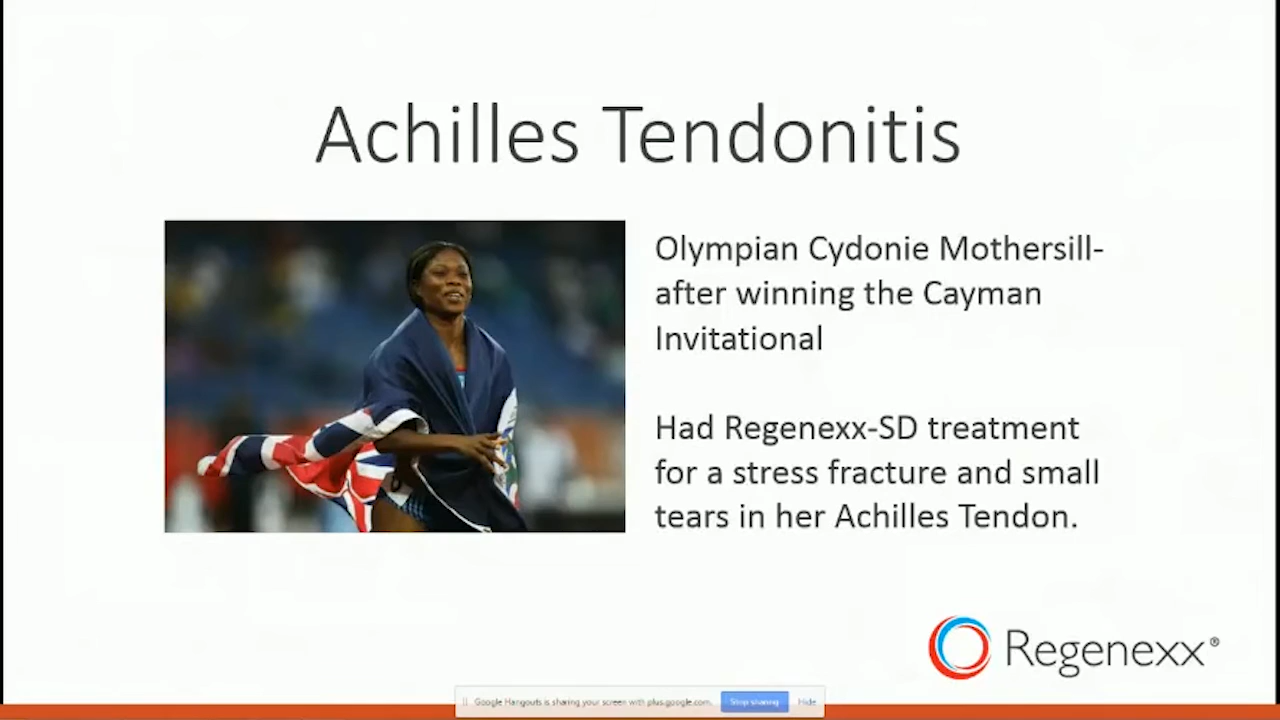 Achilles Tendonitis
Olympian Cydonie Mothersill-
after winning the Cayman
Invitational
Had Regenexx-SD treatment
for a stress fracture and small
tears in her Achilles Tendon.
Regenexx®
Google Hangouts is sharing your screen with plus.google.com.
Stop sharing
Hide